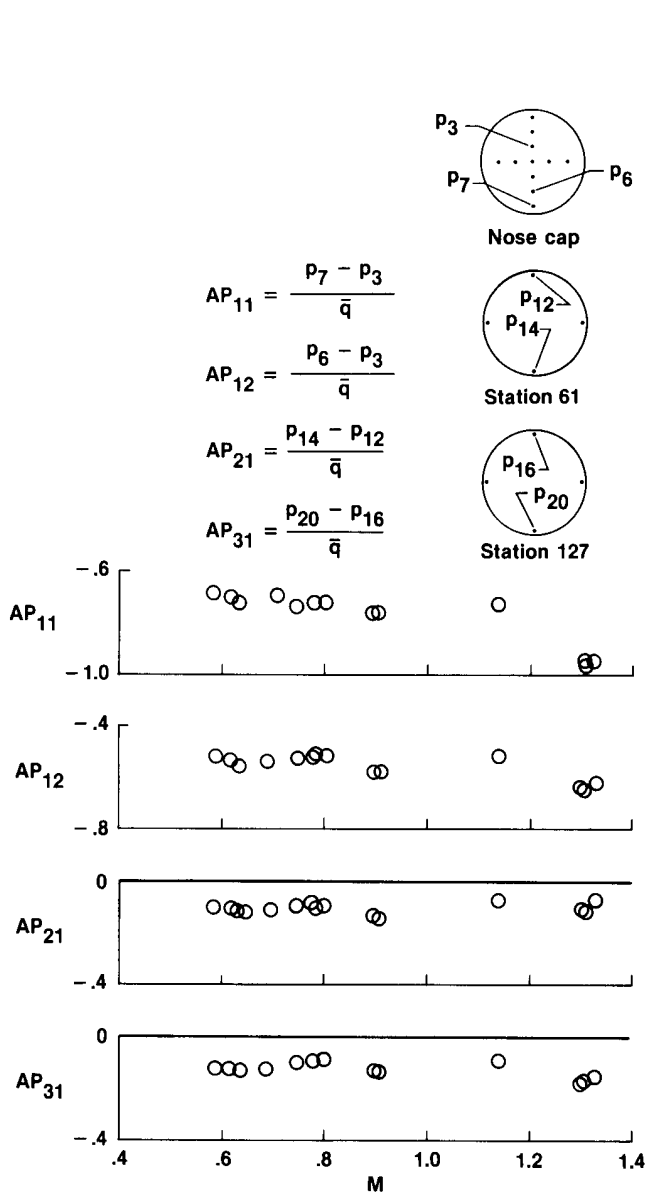 p3
p7
p6
Nose cap
AP11 = p7 − p3 / q̄
p12
p14
AP12 = p6 − p3 / q̄
Station 61
AP21 = p14 − p12 / q̄
p16
p20
AP31 = p20 − p16 / q̄
Station 127
−.6
AP11
−1.0
−.4
AP12
−.8
0
AP21
−.4
0
AP31
−.4
.4 .6 .8 1.0 1.2 1.4
M